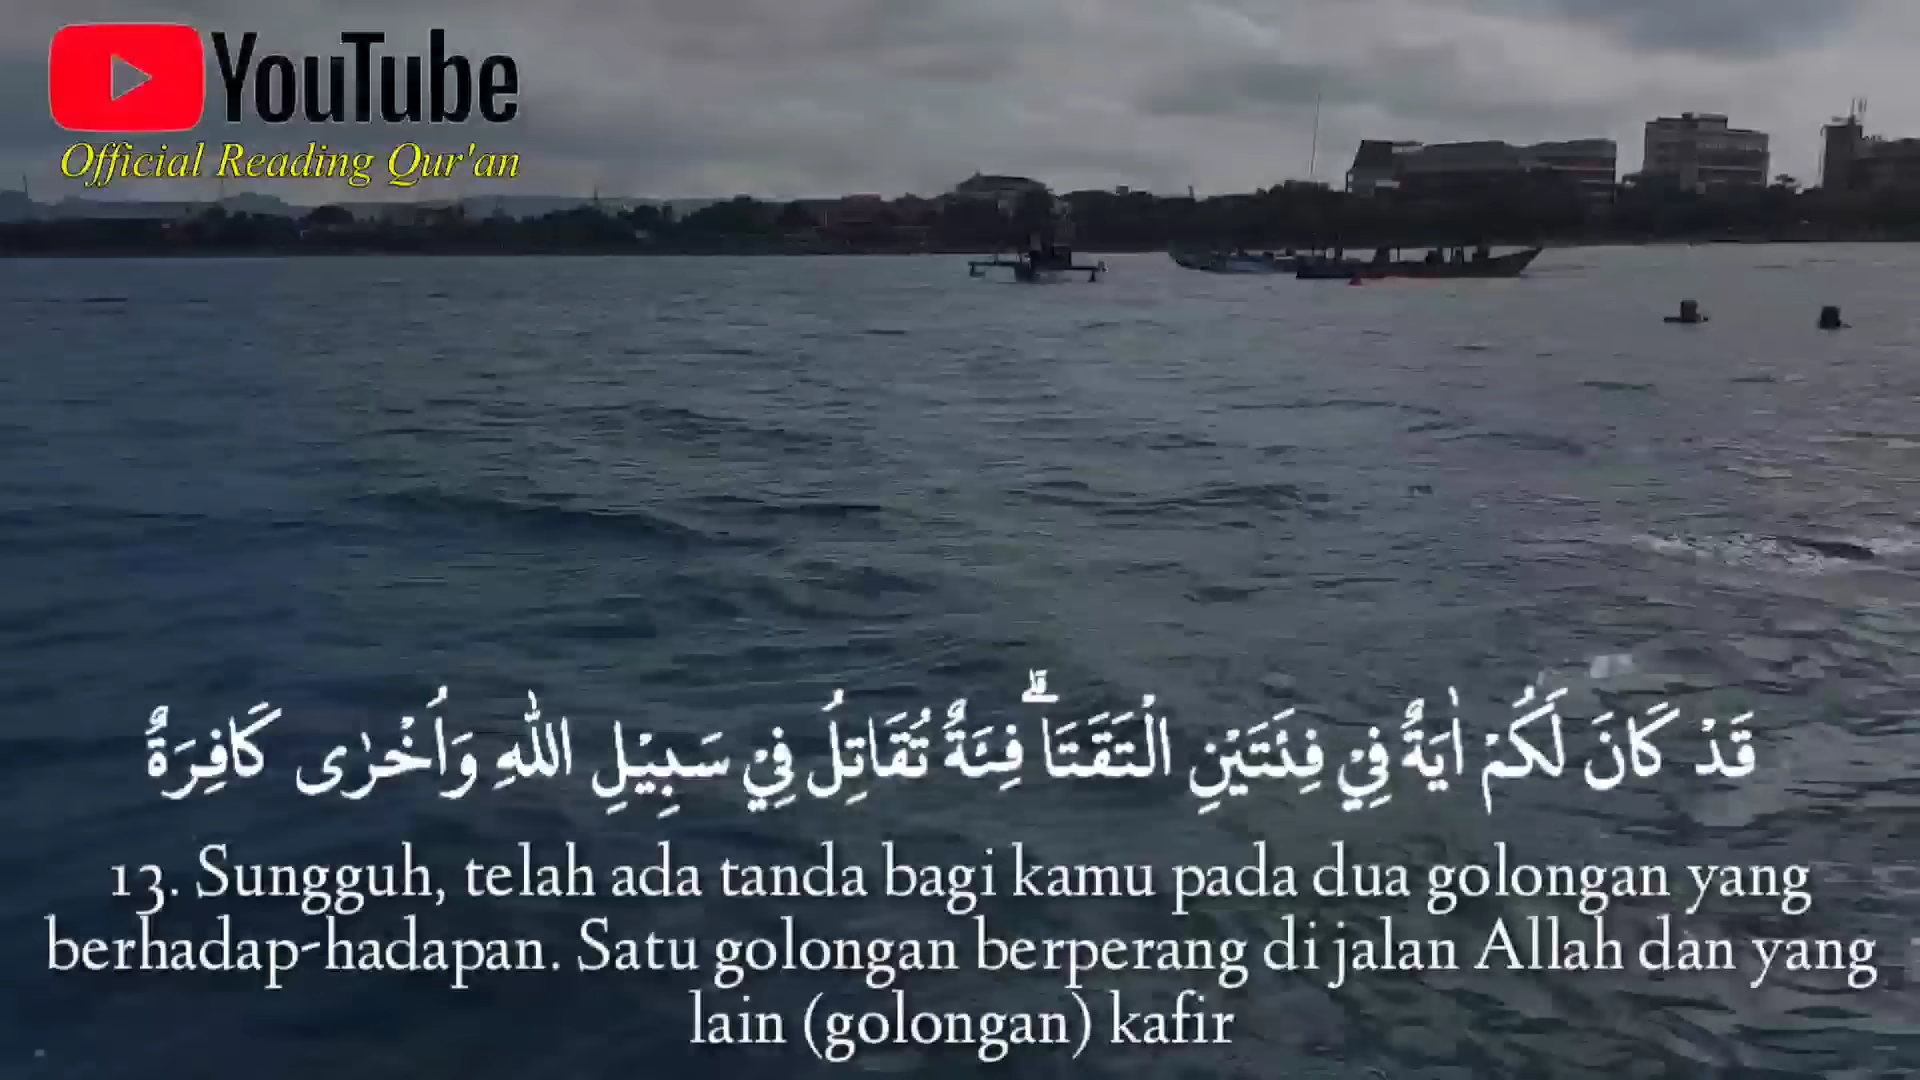 YouTube
Official Reading Qur'an
قَدْ كَانَ لَكُمْ اٰيَةٌ فِيْ فِئَتَيْنِ الْتَقَتَاۗ فِئَةٌ تُقَاتِلُ فِيْ سَبِيْلِ اللّٰهِ وَاُخْرٰى كَافِرَةٌ
13. Sungguh, telah ada tanda bagi kamu pada dua golongan yang
berhadap-hadapan. Satu golongan berperang di jalan Allah dan yang
lain (golongan) kafir